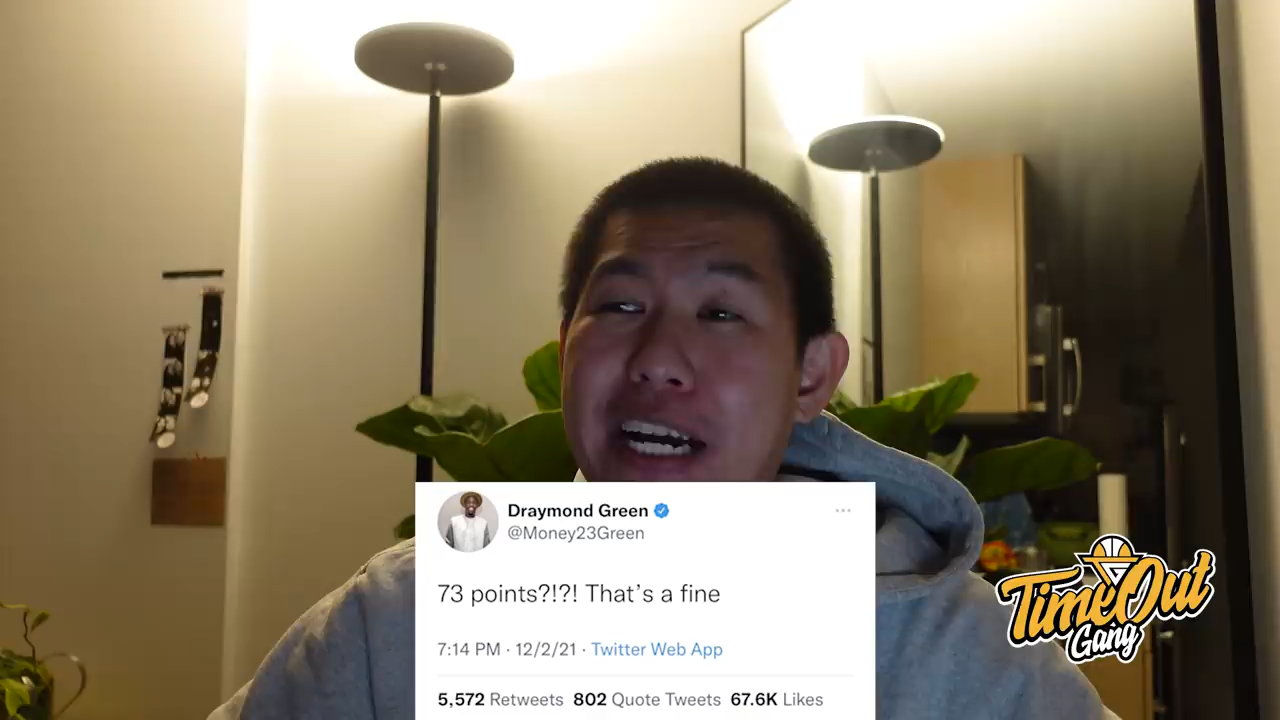 Draymond Green
@Money23Green
73 points?!?! That's a fine
7:14 PM · 12/2/21 · Twitter Web App
5,572 Retweets 802 Quote Tweets 67.6K Likes
TimeOut
Gang